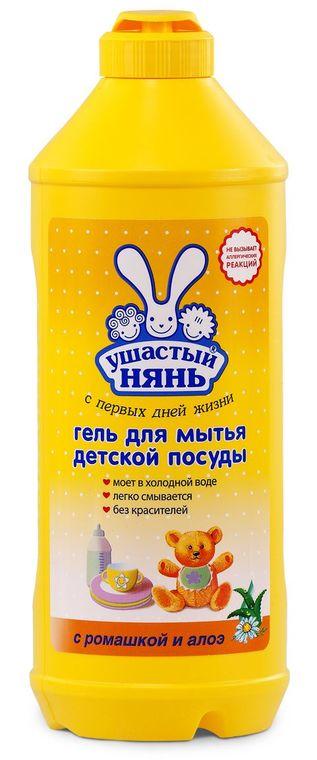 НЕ ВЫЗЫВАЕТ
АЛЛЕРГИЧЕСКИХ
РЕАКЦИЙ
УШАСТЫЙ
НЯНЬ®
с первых дней жизни
гель для мытья
детской посуды
моет в холодной воде
легко смывается
без красителей
с ромашкой и алоэ